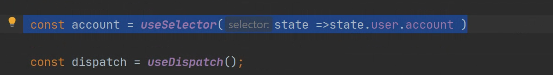 const account = useSelector( selector: state =>state.user.account )
const dispatch = useDispatch();